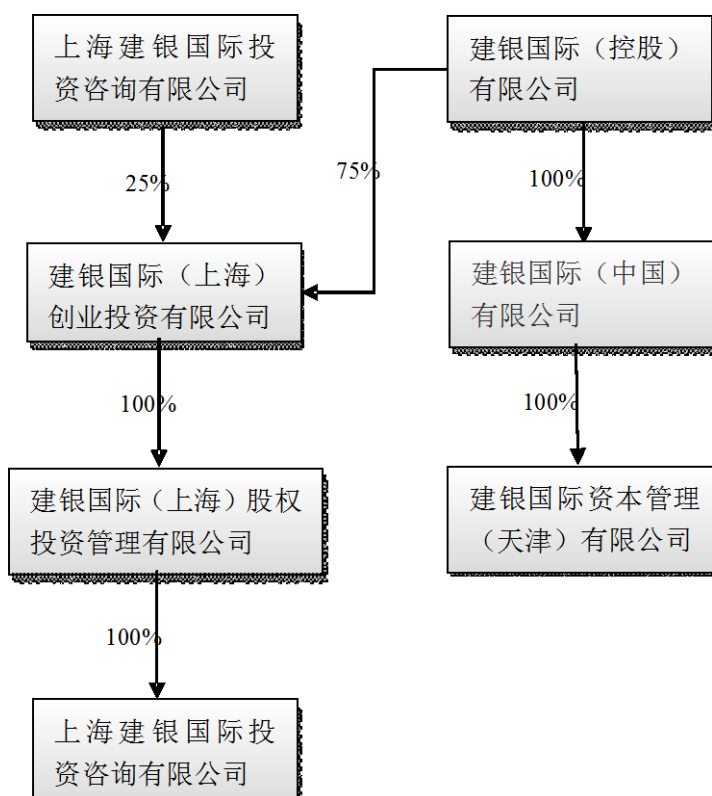 上海建银国际投
资咨询有限公司
建银国际（控股）
有限公司
25%
75%
100%
建银国际（上海）
创业投资有限公司
建银国际（中国）
有限公司
100%
100%
建银国际（上海）股权
投资管理有限公司
建银国际资本管理
（天津）有限公司
100%
上海建银国际投
资咨询有限公司